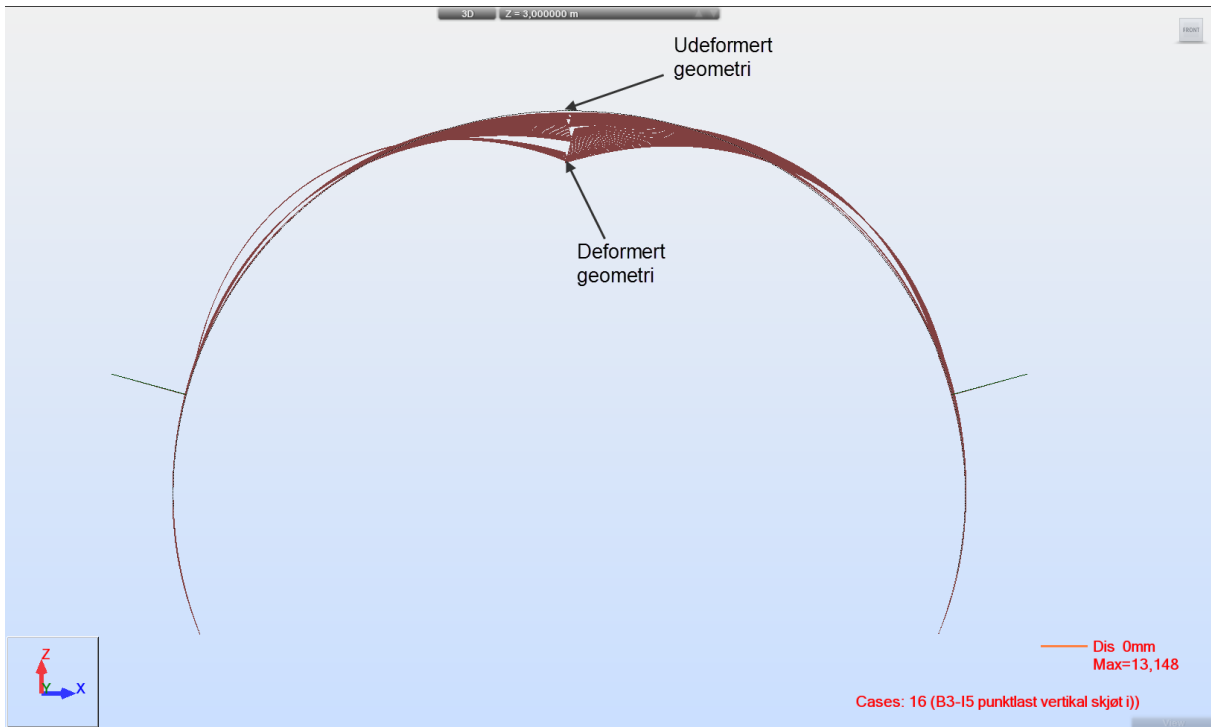 3D
Z = 3,000000 m
FRONT
Udeformert
geometri
Deformert
geometri
Z
Y
X
Dis 0mm
Max=13,148
Cases: 16 (B3-I5 punktlast vertikal skjøt i))